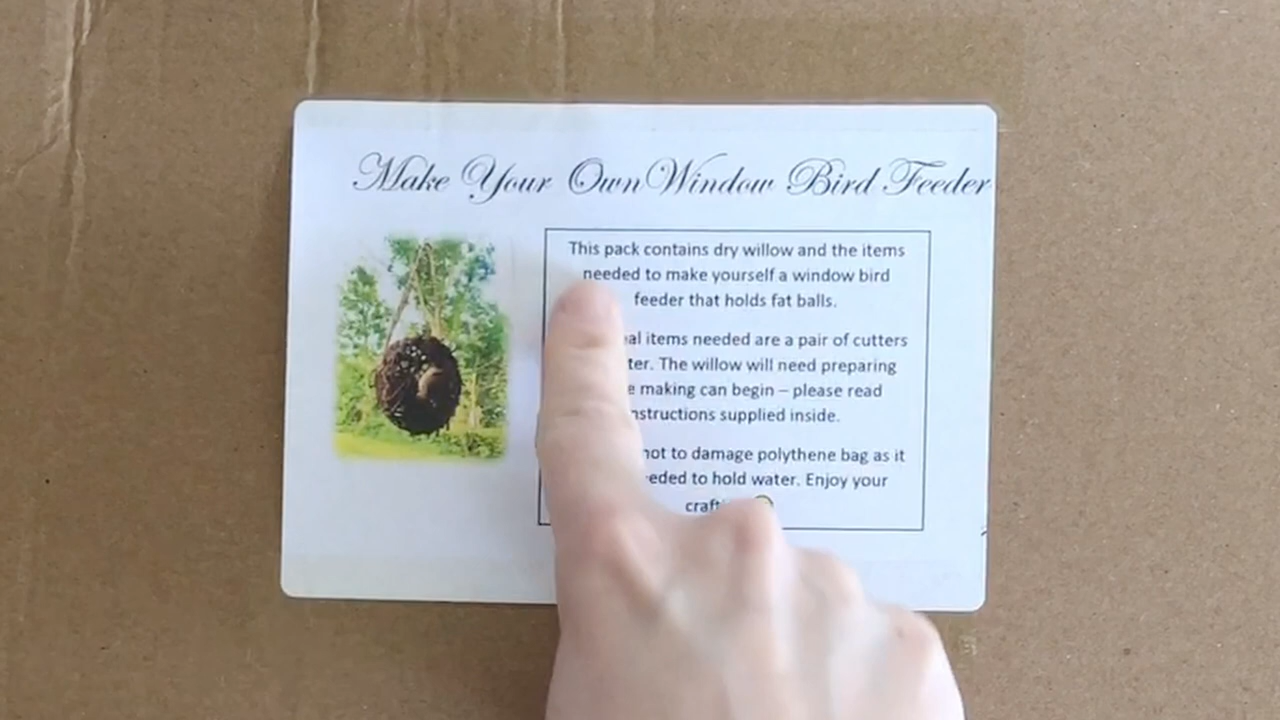 Make Your Own Window Bird Feeder
This pack contains dry willow and the items
needed to make yourself a window bird
feeder that holds fat balls.
items needed are a pair of cutters
The willow will need preparing
making can begin – please read
supplied inside.
not to damage polythene bag as it
to hold water. Enjoy your